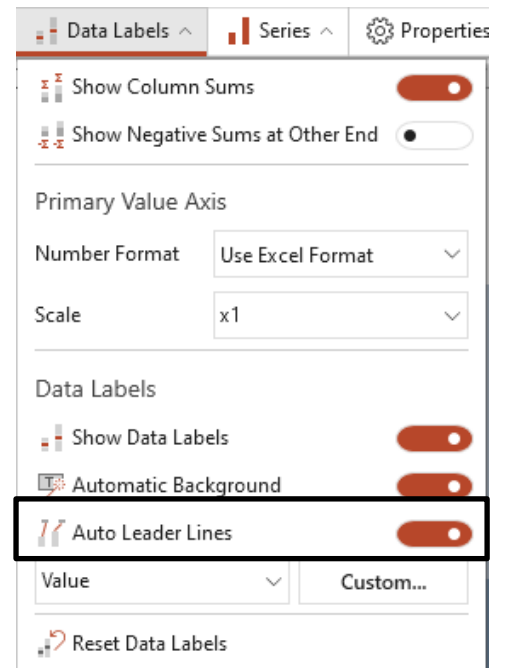 Data Labels Series Properties
Show Column Sums
Show Negative Sums at Other End
Primary Value Axis
Number Format Use Excel Format
Scale x1
Data Labels
Show Data Labels
Automatic Background
Auto Leader Lines
Value Custom...
Reset Data Labels